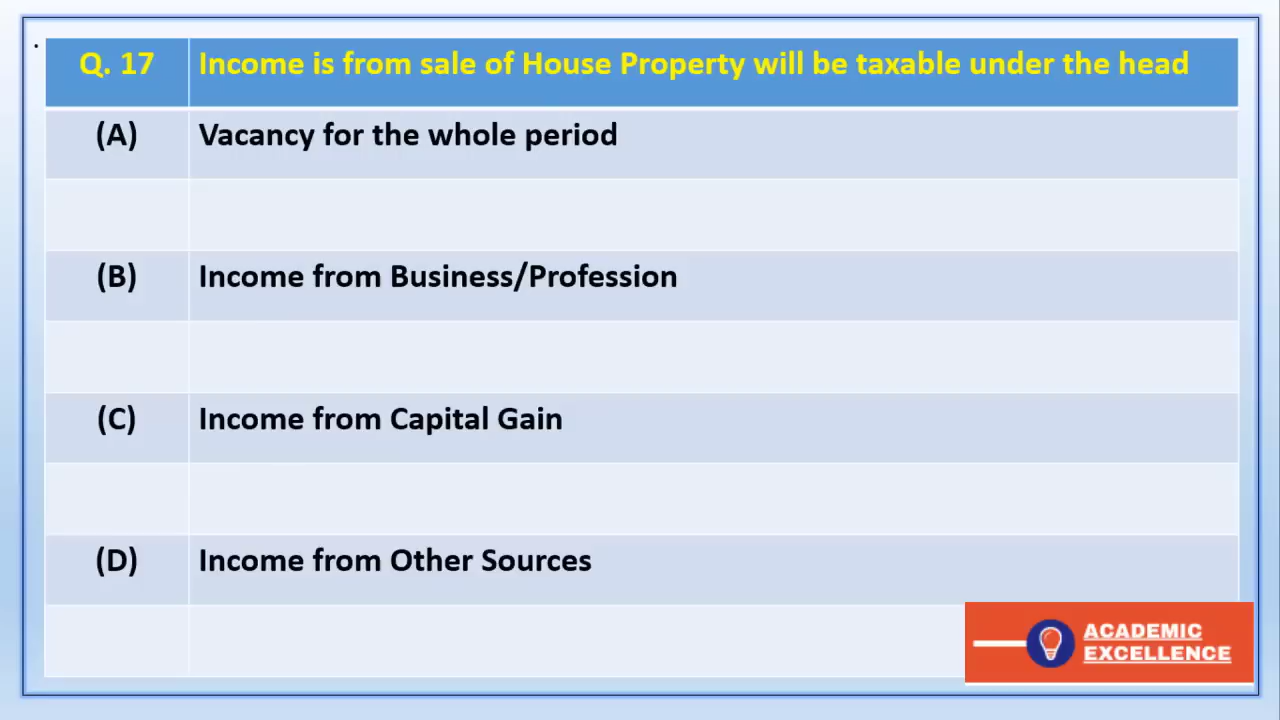 Q. 17 Income is from sale of House Property will be taxable under the head
(A) Vacancy for the whole period
(B) Income from Business/Profession
(C) Income from Capital Gain
(D) Income from Other Sources
ACADEMIC
EXCELLENCE